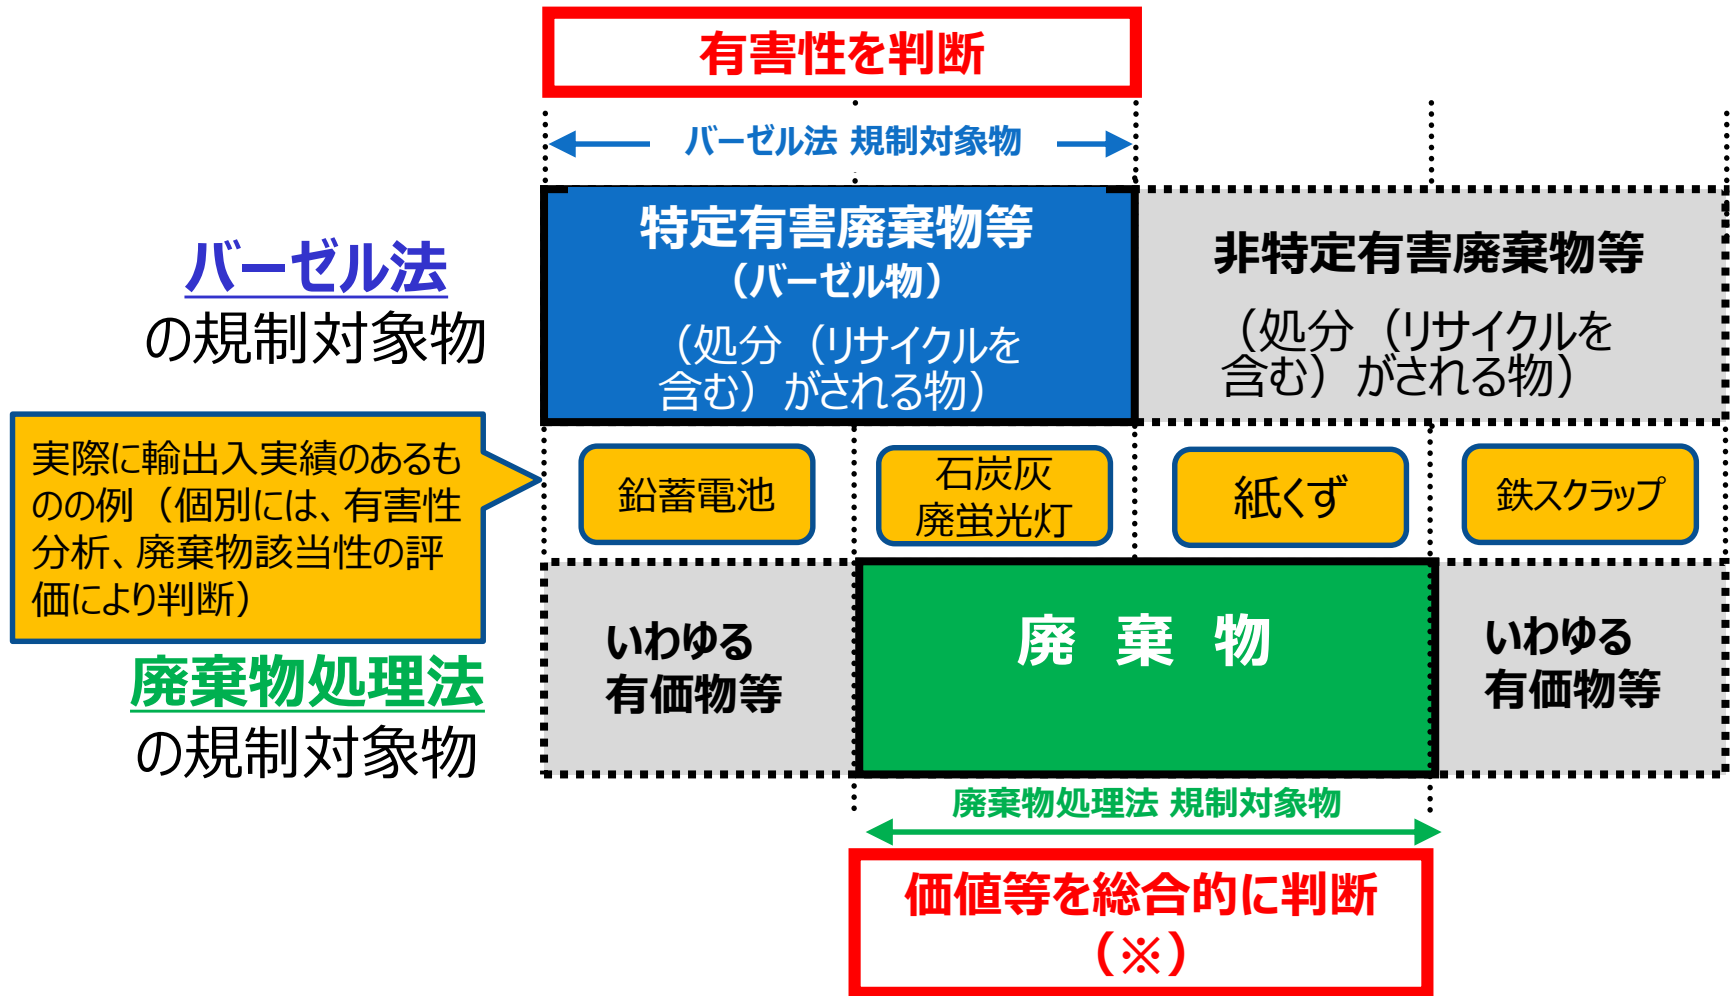 有害性を判断
バーゼル法 規制対象物
特定有害廃棄物等
（バーゼル物）
（処分（リサイクルを
含む）がされる物）
非特定有害廃棄物等
（処分（リサイクルを
含む）がされる物）
バーゼル法
の規制対象物
実際に輸出入実績のあるも
のの例（個別には、有害性
分析、廃棄物該当性の評
価により判断）
鉛蓄電池
石炭灰
廃蛍光灯
紙くず
鉄スクラップ
廃棄物処理法
の規制対象物
いわゆる
有価物等
廃 棄 物
いわゆる
有価物等
廃棄物処理法 規制対象物
価値等を総合的に判断
（※）